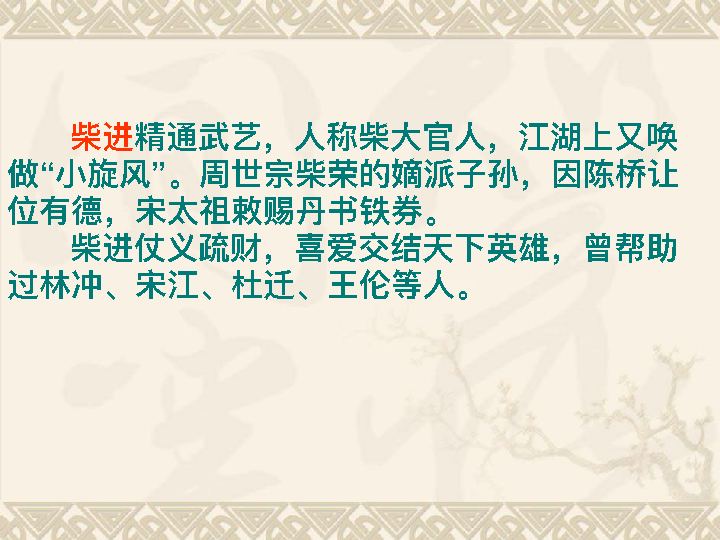 柴进精通武艺，人称柴大官人，江湖上又唤
做“小旋风”。周世宗柴荣的嫡派子孙，因陈桥让
位有德，宋太祖敕赐丹书铁券。
柴进仗义疏财，喜爱交结天下英雄，曾帮助
过林冲、宋江、杜迁、王伦等人。